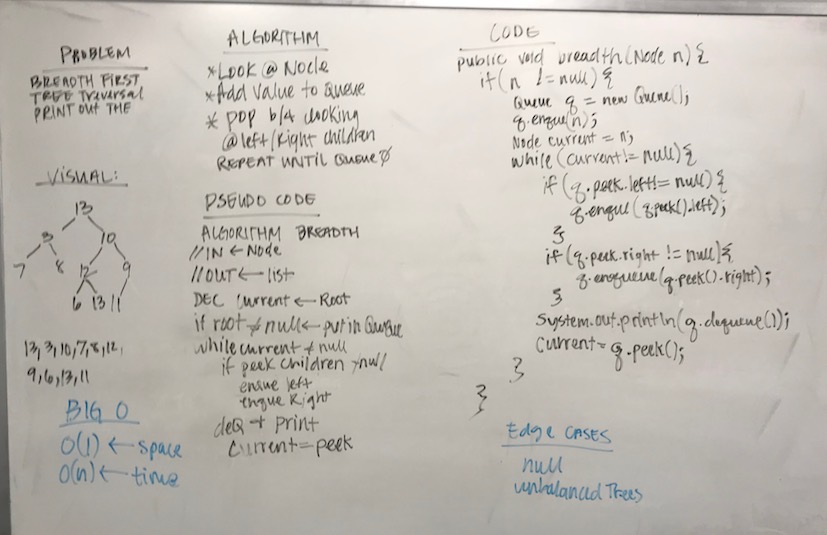 PROBLEM
BREADTH FIRST
TREE Traversal
PRINT OUT THE
VISUAL:
13
3 10
7 8 12 9
6 13 11
13, 3, 10, 7, 8, 12,
9, 6, 13, 11
BIG O
O(1) ← space
O(n) ← time
ALGORITHM
* LOOK @ Node
* Add value to Queue
* POP b/4 looking
@ left/Right children
REPEAT UNTIL Queue Ø
PSEUDO CODE
ALGORITHM BREADTH
// IN ← Node
// OUT ← list
DEC Current ← Root
if root ≠ null ← put in Queue
while current ≠ null
if peek children ≠ null
enque left
enque Right
deQ + Print
Current = peek
CODE
public void breadth(Node n) {
if (n != null) {
Queue q = new Queue();
q.enque(n);
Node current = n;
while (current != null) {
if (q.peek.left != null) {
q.enque(q.peek().left);
}
if (q.peek.right != null) {
q.enqueue(q.peek().right);
}
System.out.println(q.dequeue());
Current = q.peek();
}
}
Edge CASES
null
unbalanced Trees